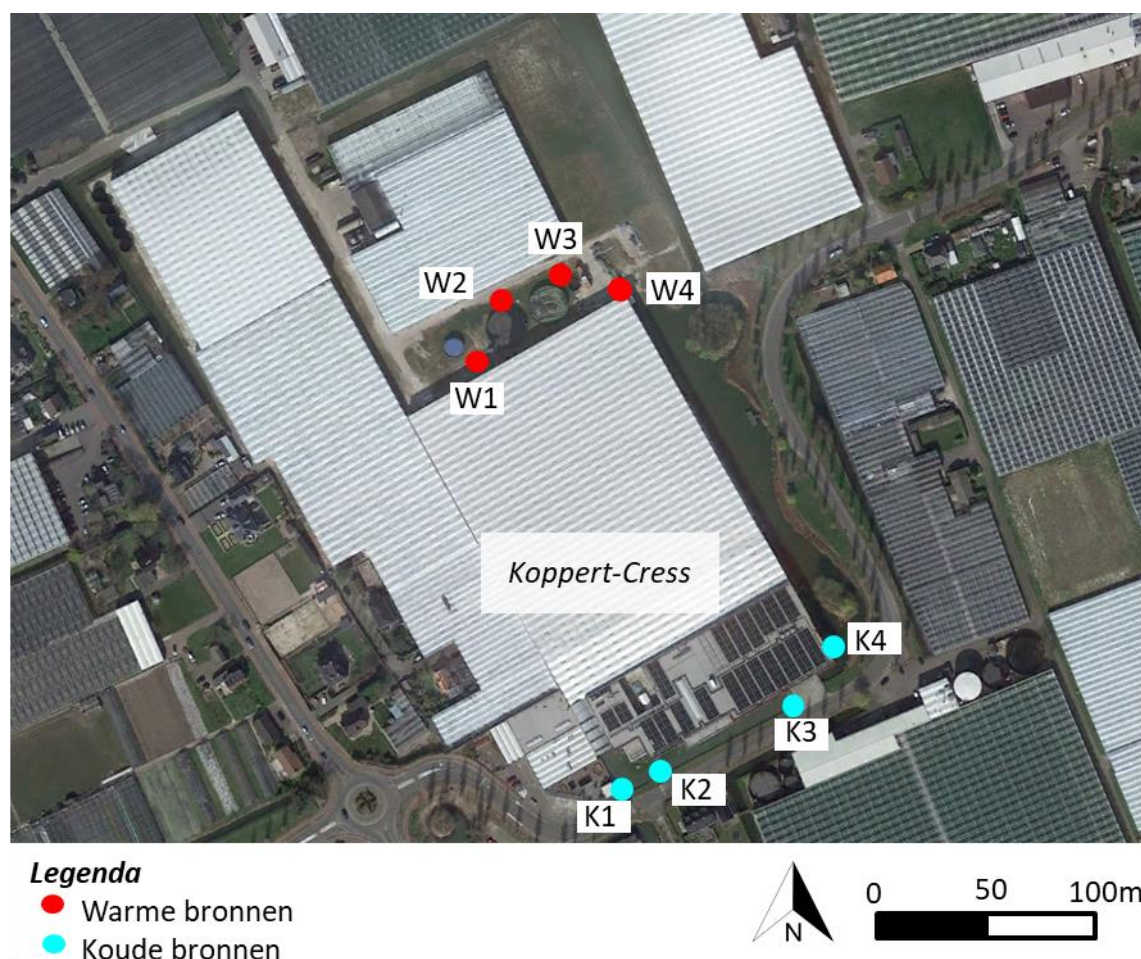 W3
W2
W4
W1
Koppert-Cress
K4
K3
K2
K1
Legenda
Warme bronnen
Koude bronnen
N
0 50 100m